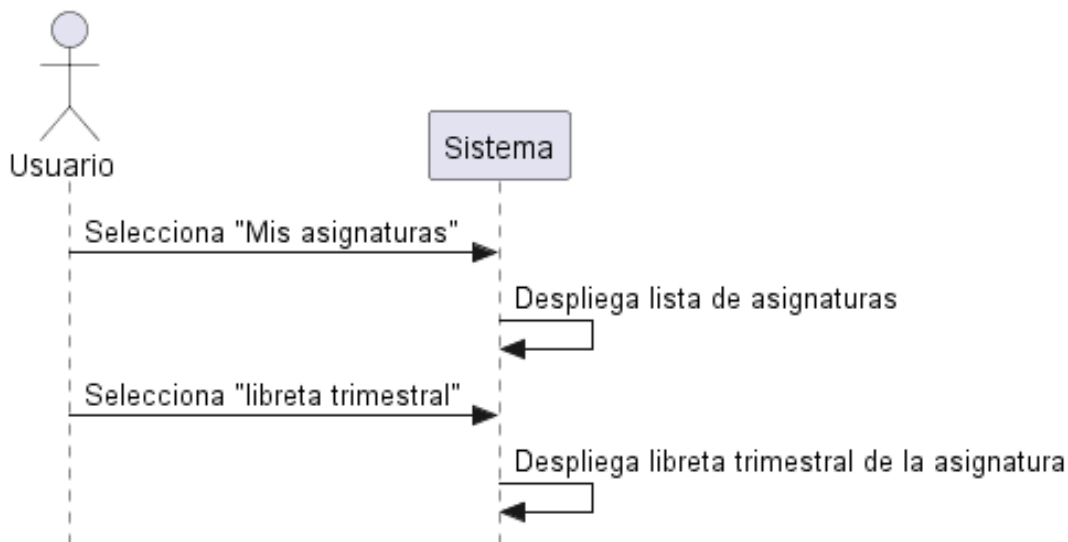 Usuario
Sistema
Selecciona "Mis asignaturas"
Despliega lista de asignaturas
Selecciona "libreta trimestral"
Despliega libreta trimestral de la asignatura